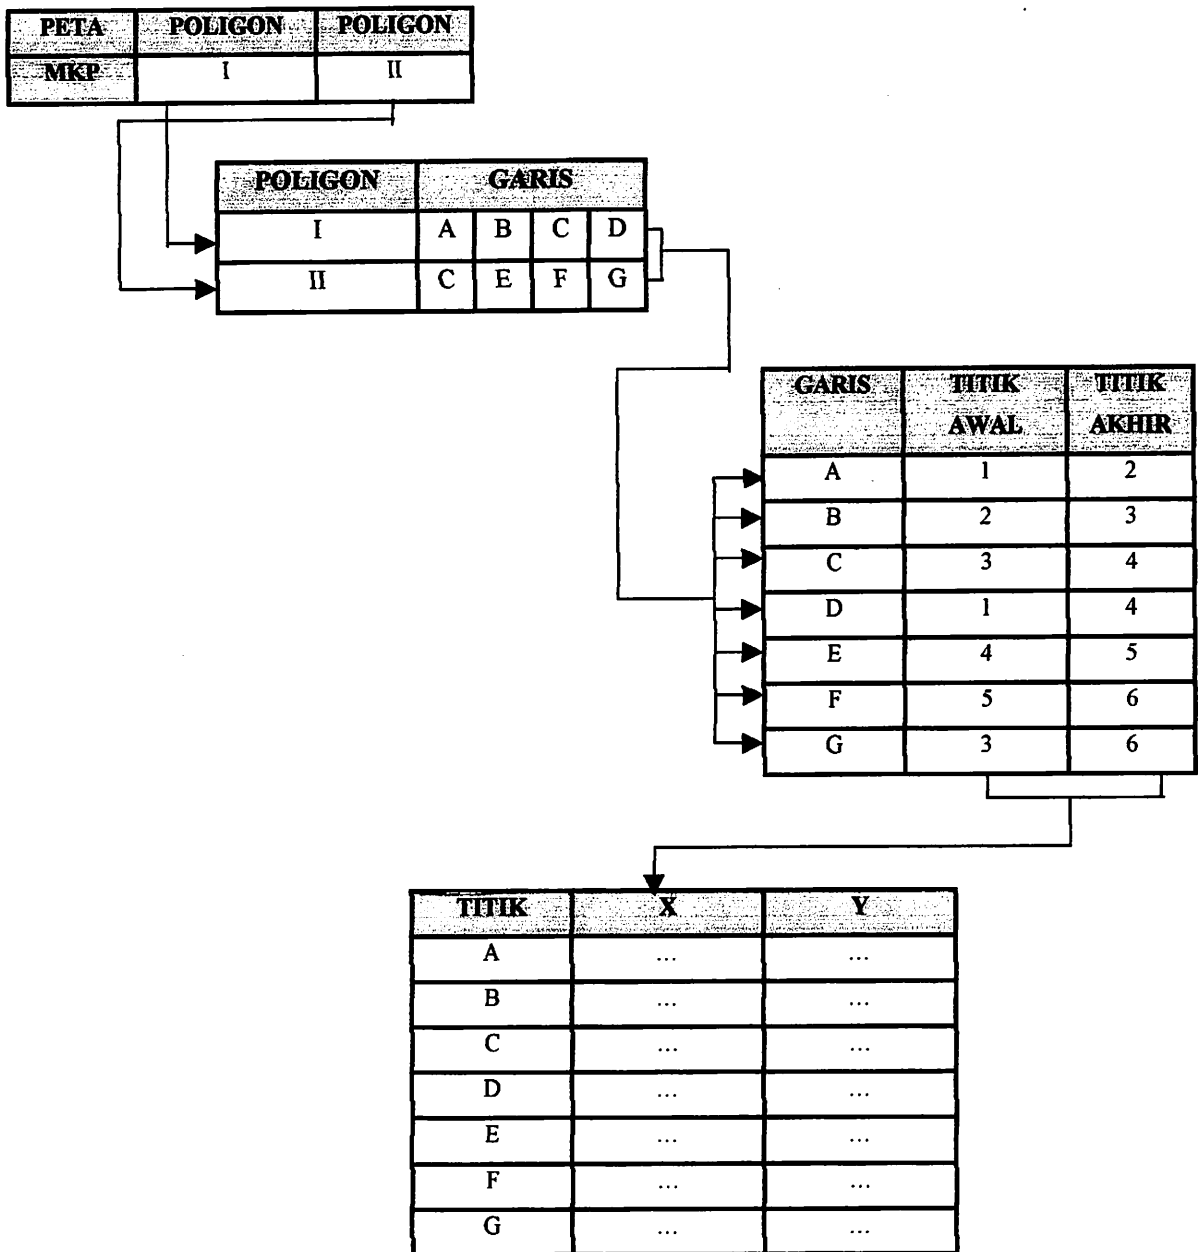 PETA POLIGON POLIGON
MKP I II
POLIGON GARIS
I A B C D
II C E F G
GARIS TITIK AWAL TITIK AKHIR
A 1 2
B 2 3
C 3 4
D 1 4
E 4 5
F 5 6
G 3 6
TITIK X Y
A ... ...
B ... ...
C ... ...
D ... ...
E ... ...
F ... ...
G ... ...